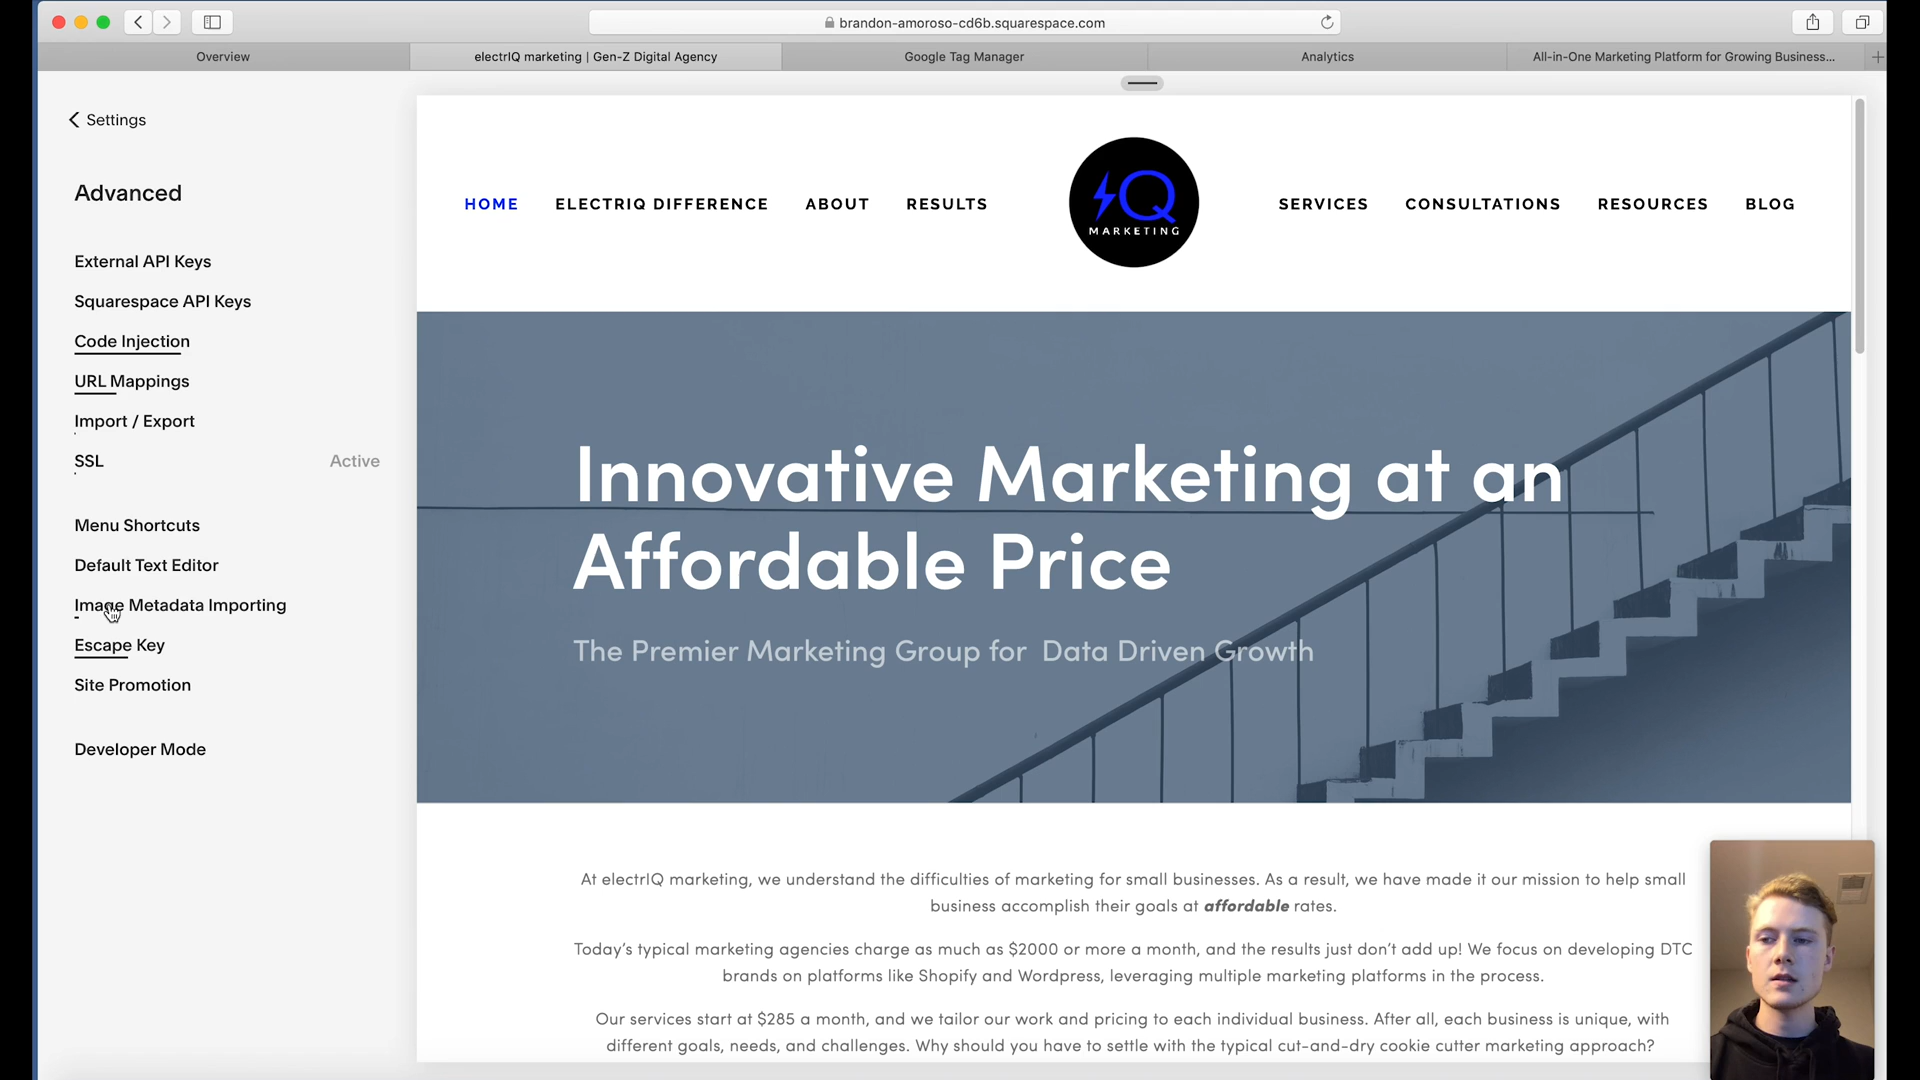 brandon-amoroso-cd6b.squarespace.com
Overview
electrIQ marketing | Gen-Z Digital Agency
Google Tag Manager
Analytics
All-in-One Marketing Platform for Growing Business...
Settings
Advanced
External API Keys
Squarespace API Keys
Code Injection
URL Mappings
Import / Export
SSL Active
Menu Shortcuts
Default Text Editor
Image Metadata Importing
Escape Key
Site Promotion
Developer Mode
HOME ELECTRIQ DIFFERENCE ABOUT RESULTS
Q
MARKETING
SERVICES CONSULTATIONS RESOURCES BLOG
Innovative Marketing at an
Affordable Price
The Premier Marketing Group for Data Driven Growth
At electrIQ marketing, we understand the difficulties of marketing for small businesses. As a result, we have made it our mission to help small
business accomplish their goals at affordable rates.
Today's typical marketing agencies charge as much as $2000 or more a month, and the results just don't add up! We focus on developing DTC
brands on platforms like Shopify and Wordpress, leveraging multiple marketing platforms in the process.
Our services start at $285 a month, and we tailor our work and pricing to each individual business. After all, each business is unique, with
different goals, needs, and challenges. Why should you have to settle with the typical cut-and-dry cookie cutter marketing approach?